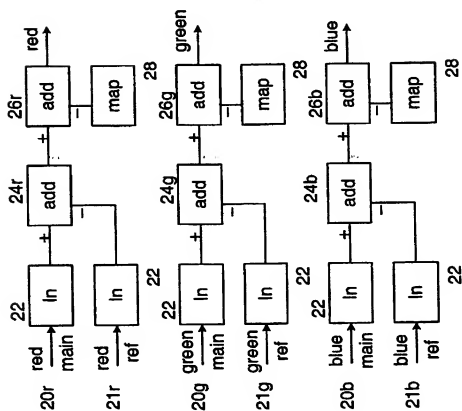 red
26r
28
add
map
24r
+
−
add
+
−
22
22
ln
ln
red
main
red
ref
20r
21r
green
26g
28
add
map
24g
+
−
add
+
−
22
22
ln
ln
green
main
green
ref
20g
21g
blue
26b
28
add
map
24b
+
−
add
+
−
22
22
ln
ln
blue
main
blue
ref
20b
21b